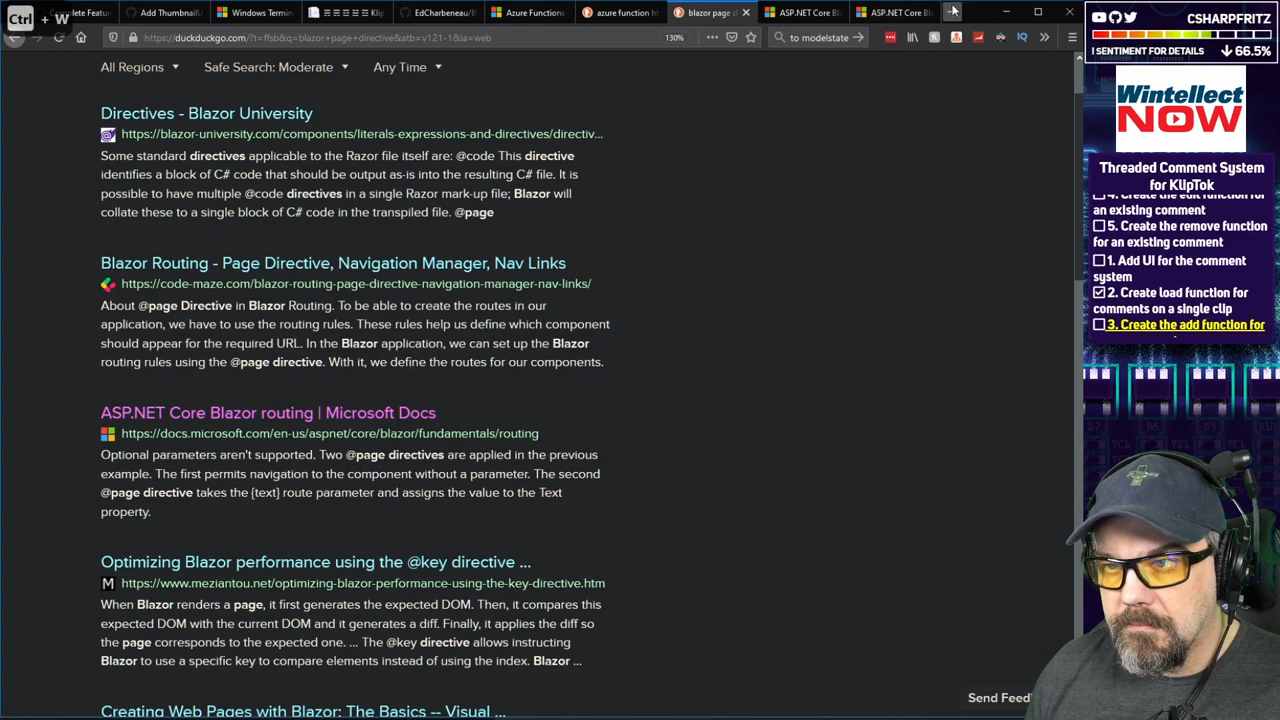 Ctrl + W
Complete Featur
Add ThumbnailU
Windows Termin
Klip
EdCharbeneau/B
Azure Functions
azure function ht
blazor page d
ASP.NET Core Bl
ASP.NET Core Bl
https://duckduckgo.com/?t=ffsb&q=blazor+page+directive&atb=v121-1&ia=web
130%
to modelstate
All Regions
Safe Search: Moderate
Any Time
Directives - Blazor University
https://blazor-university.com/components/literals-expressions-and-directives/directiv...
Some standard directives applicable to the Razor file itself are: @code This directive
identifies a block of C# code that should be output as-is into the resulting C# file. It is
possible to have multiple @code directives in a single Razor mark-up file; Blazor will
collate these to a single block of C# code in the transpiled file. @page
Blazor Routing - Page Directive, Navigation Manager, Nav Links
https://code-maze.com/blazor-routing-page-directive-navigation-manager-nav-links/
About @page Directive in Blazor Routing. To be able to create the routes in our
application, we have to use the routing rules. These rules help us define which component
should appear for the required URL. In the Blazor application, we can set up the Blazor
routing rules using the @page directive. With it, we define the routes for our components.
ASP.NET Core Blazor routing | Microsoft Docs
https://docs.microsoft.com/en-us/aspnet/core/blazor/fundamentals/routing
Optional parameters aren't supported. Two @page directives are applied in the previous
example. The first permits navigation to the component without a parameter. The second
@page directive takes the {text} route parameter and assigns the value to the Text
property.
Optimizing Blazor performance using the @key directive ...
M
https://www.meziantou.net/optimizing-blazor-performance-using-the-key-directive.htm
When Blazor renders a page, it first generates the expected DOM. Then, it compares this
expected DOM with the current DOM and it generates a diff. Finally, it applies the diff so
the page corresponds to the expected one. ... The @key directive allows instructing
Blazor to use a specific key to compare elements instead of using the index. Blazor ...
Creating Web Pages with Blazor: The Basics -- Visual ...
Send Feed
CSHARPFRITZ
! SENTIMENT FOR DETAILS
66.5%
Wintellect
NOW
Threaded Comment System
for KlipTok
4. Create the edit function for
an existing comment
5. Create the remove function
for an existing comment
1. Add UI for the comment
system
2. Create load function for
comments on a single clip
3. Create the add function for